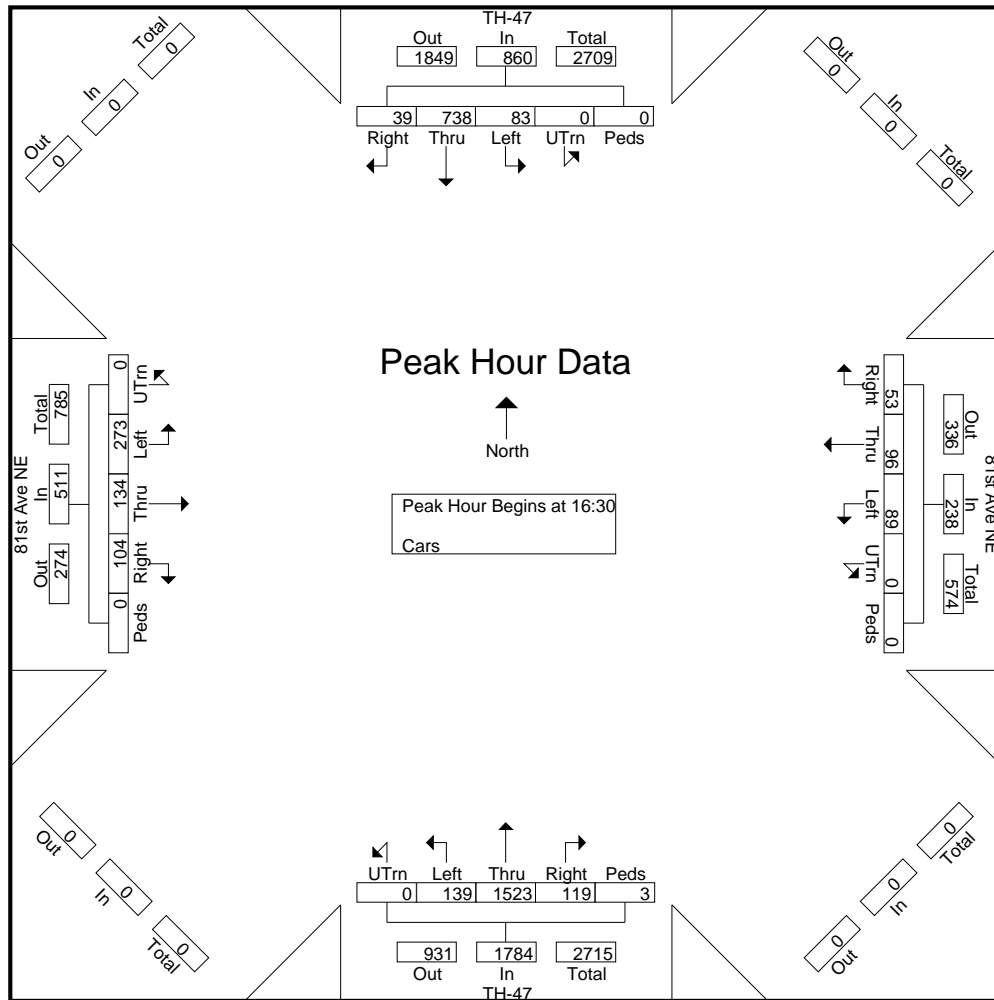 TH-47
Out In Total
1849 860 2709
39 738 83 0 0
Right Thru Left UTrn Peds
Total
0
In
0
Out
0
Out
0
In
0
Total
0
81st Ave NE
Total
785
In
511
Out
274
0
UTrn
273
Left
134
Thru
104
Right
0
Peds
Peak Hour Data
North
Peak Hour Begins at 16:30
Cars
Right
53
Thru
96
Left
89
UTrn
0
Peds
0
Out
336
In
238
Total
574
81st Ave NE
0
Out
0
In
0
Total
0
Total
0
In
0
Out
UTrn Left Thru Right Peds
0 139 1523 119 3
931 1784 2715
Out In Total
TH-47